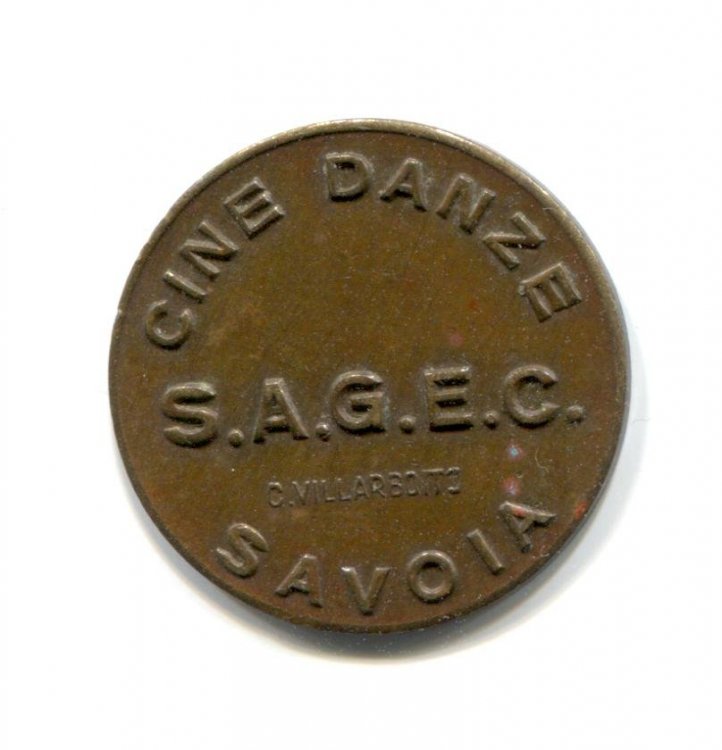 CINE DANZE
S.A.G.E.C.
C.VILLARBOITO
SAVOIA